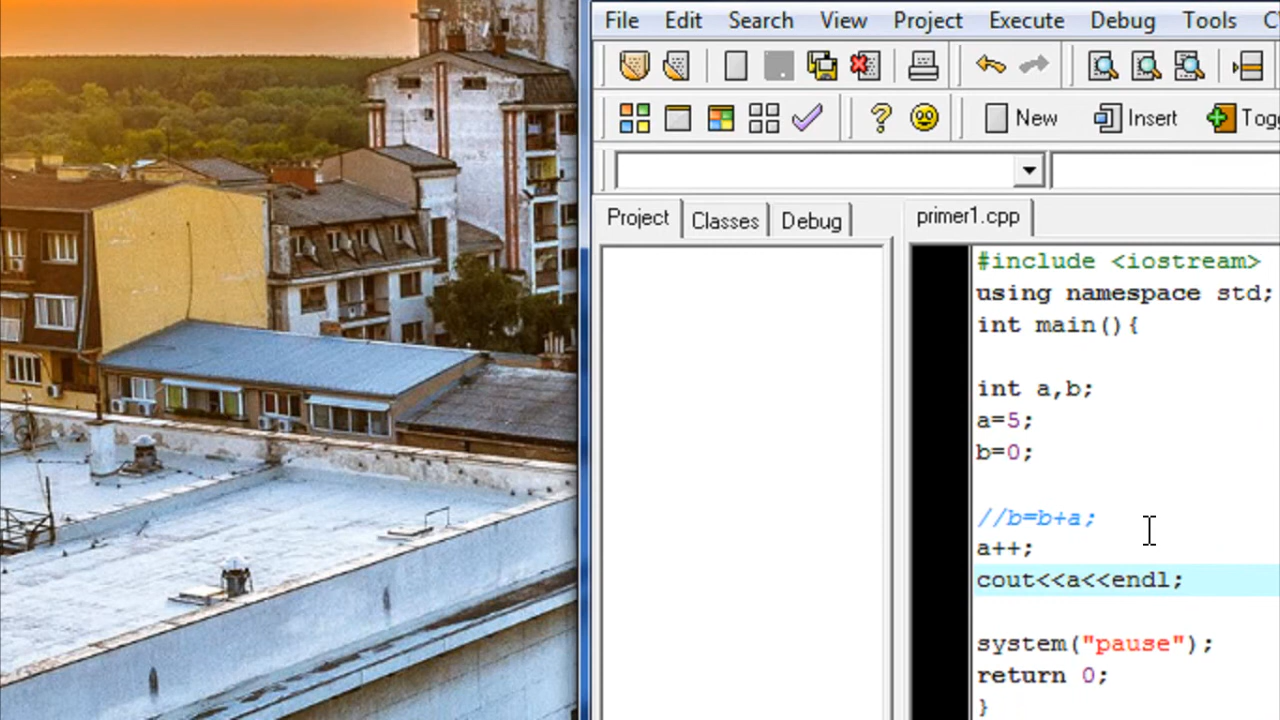 File Edit Search View Project Execute Debug Tools
New Insert
Project Classes Debug primer1.cpp
#include <iostream>
using namespace std;
int main(){
int a,b;
a=5;
b=0;
//b=b+a;
a++;
cout<<a<<endl;
system("pause");
return 0;
}